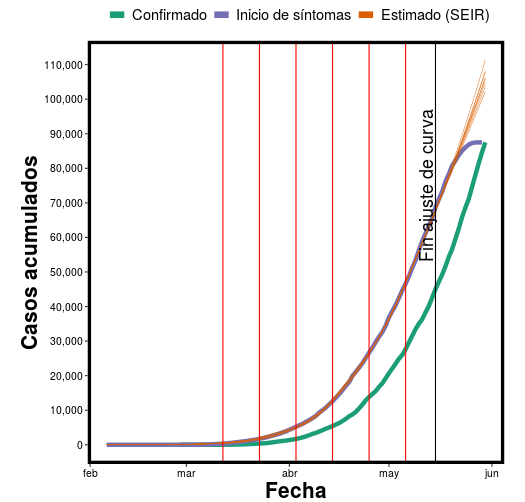 Confirmado Inicio de síntomas Estimado (SEIR)
Casos acumulados
110,000
100,000
90,000
80,000
70,000
60,000
50,000
40,000
30,000
20,000
10,000
0
Fin ajuste de curva
feb mar abr may jun
Fecha